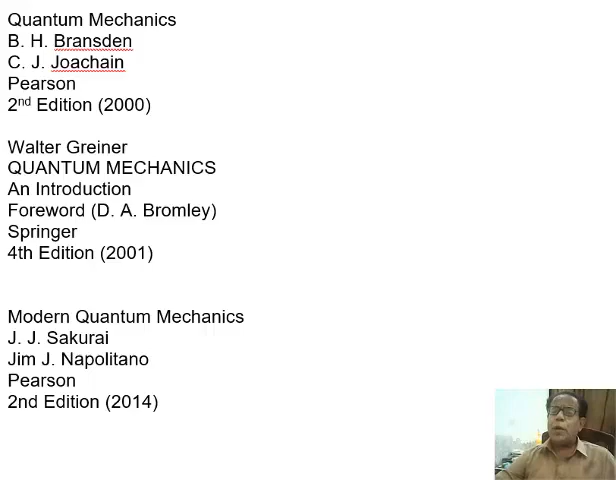 Quantum Mechanics
B. H. Bransden
C. J. Joachain
Pearson
2nd Edition (2000)
Walter Greiner
QUANTUM MECHANICS
An Introduction
Foreword (D. A. Bromley)
Springer
4th Edition (2001)
Modern Quantum Mechanics
J. J. Sakurai
Jim J. Napolitano
Pearson
2nd Edition (2014)